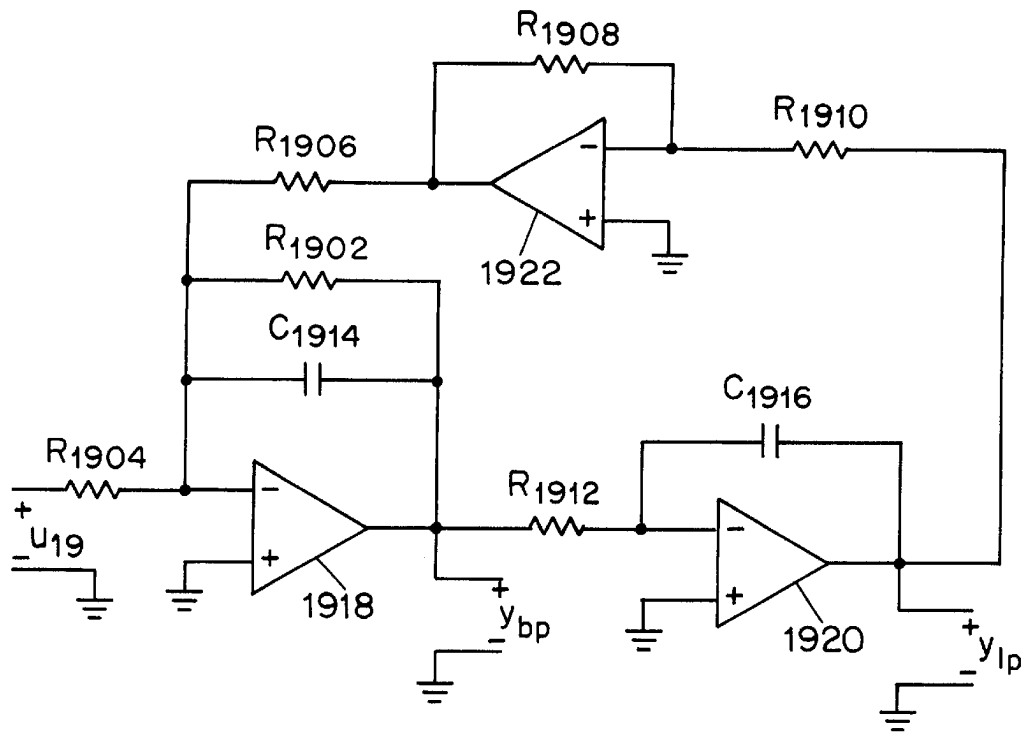 R1908
R1910
R1906
−
+
1922
R1902
C1914
C1916
R1904
R1912
+
u19
−
−
+
1918
+
ybp
−
−
+
1920
+
ylp
−